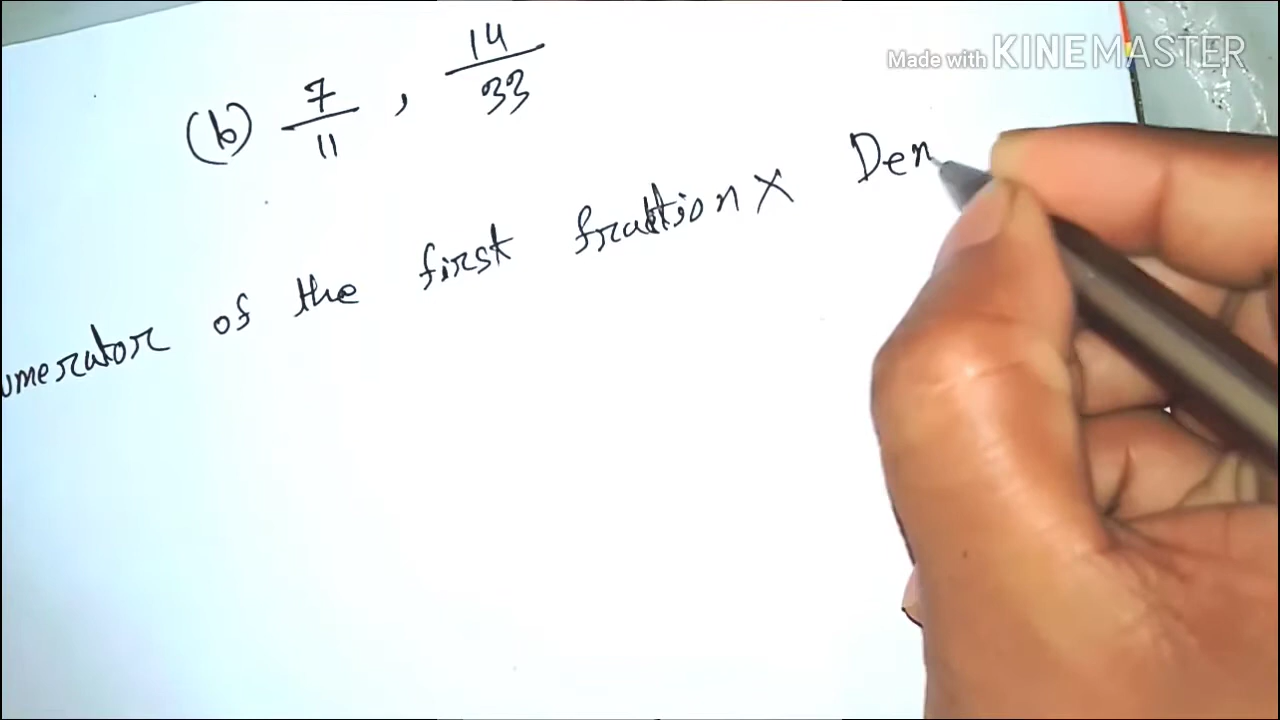 Made with KINEMASTER
(b) 7/11 , 14/33
umerator of the first fraction × Den